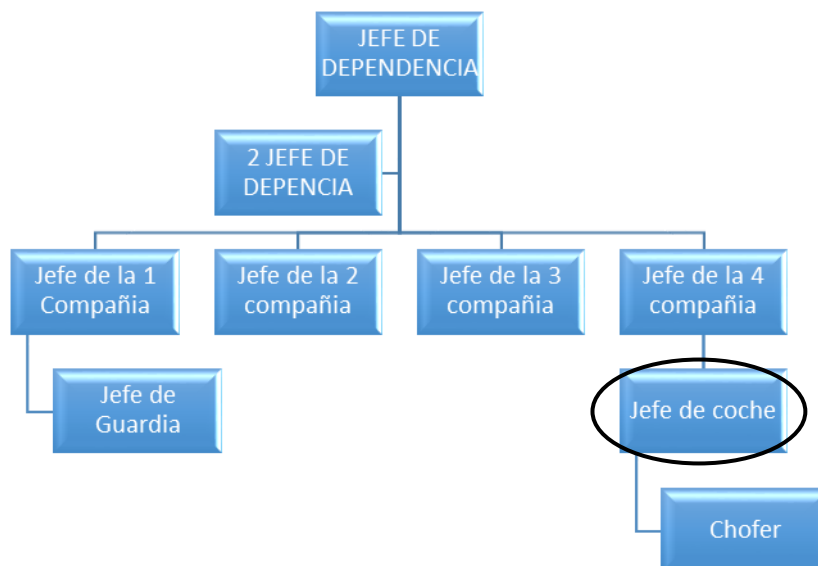 JEFE DE
DEPENDENCIA
2 JEFE DE
DEPENCIA
Jefe de la 1
Compañia
Jefe de la 2
compañia
Jefe de la 3
compañia
Jefe de la 4
compañia
Jefe de
Guardia
Jefe de coche
Chofer